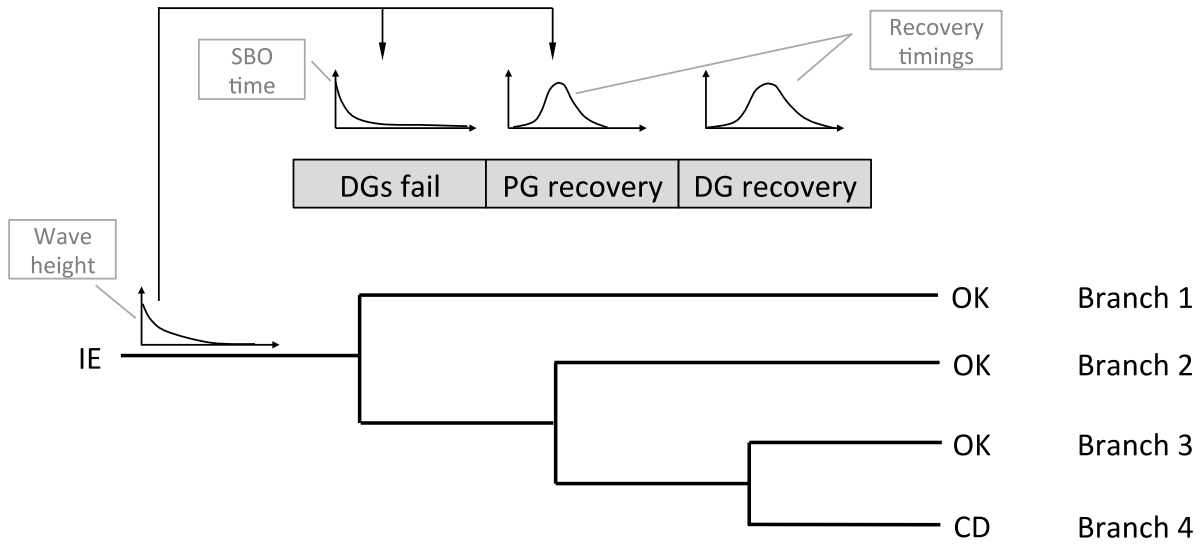 SBO
time
Recovery
timings
DGs fail
PG recovery
DG recovery
Wave
height
IE
OK
Branch 1
OK
Branch 2
OK
Branch 3
CD
Branch 4